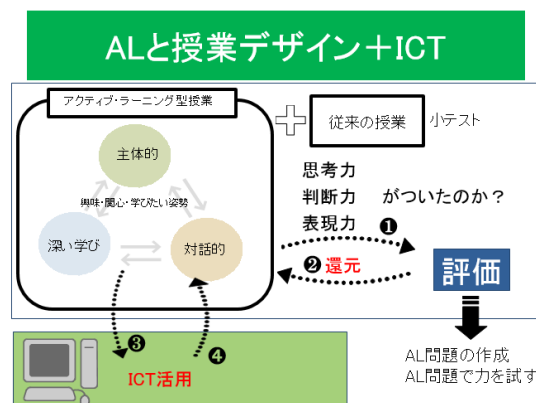 ALと授業デザイン＋ICT
アクティブ・ラーニング型授業
従来の授業
小テスト
主体的
興味・関心・学びたい姿勢
深い学び
対話的
思考力
判断力
表現力
がついたのか？
❶
❷還元
評価
❸
❹
ICT活用
AL問題の作成
AL問題で力を試す